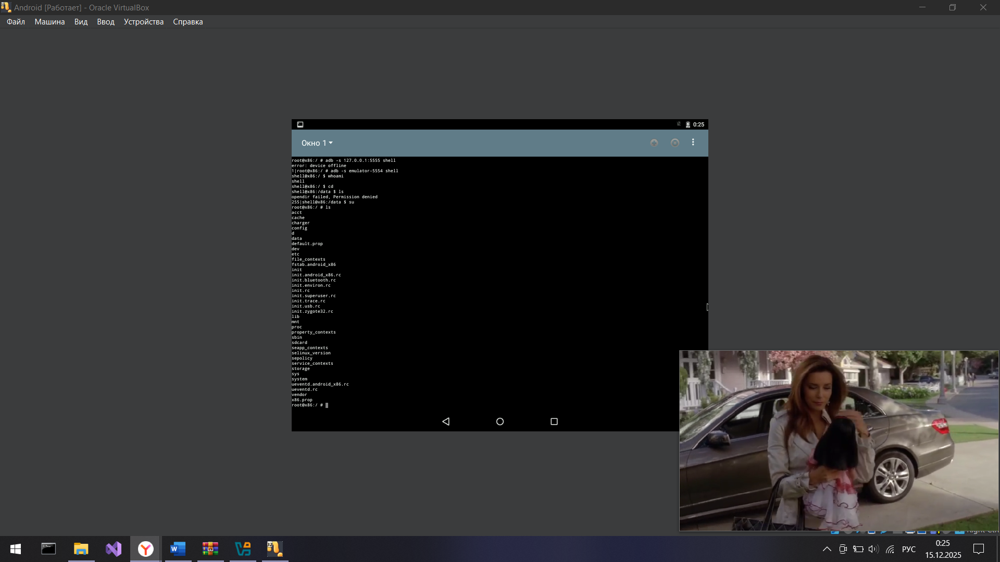 Android [Работает] - Oracle VirtualBox
Файл Машина Вид Ввод Устройства Справка
0:25
Окно 1
root@x86:/ # adb -s 127.0.0.1:5555 shell
error: device offline
1|root@x86:/ # adb -s emulator-5554 shell
shell@x86:/ $ whoami
shell
shell@x86:/ $ cd
shell@x86:/data $ ls
opendir failed, Permission denied
255|shell@x86:/data $ su
root@x86:/ # ls
acct
cache
charger
config
d
data
default.prop
dev
etc
file_contexts
fstab.android_x86
init
init.android_x86.rc
init.bluetooth.rc
init.environ.rc
init.rc
init.superuser.rc
init.trace.rc
init.usb.rc
init.zygote32.rc
lib
mnt
proc
property_contexts
sbin
sdcard
seapp_contexts
selinux_version
sepolicy
service_contexts
storage
sys
system
ueventd.android_x86.rc
ueventd.rc
vendor
x86.prop
root@x86:/ #
32
РУС
0:25
15.12.2025